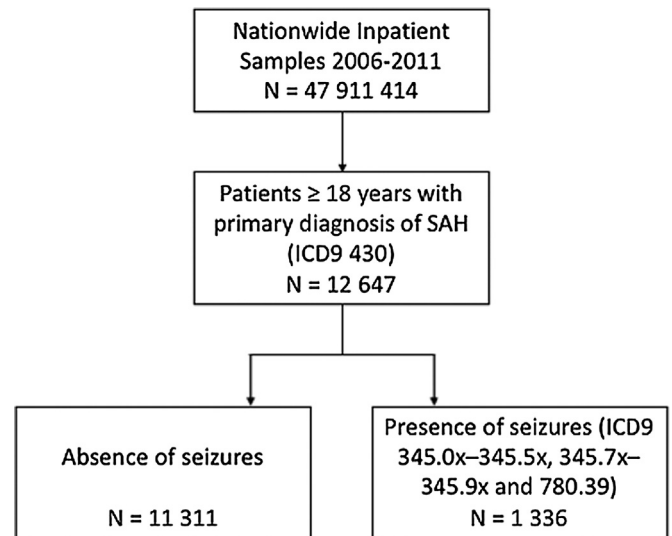 Nationwide Inpatient
Samples 2006-2011
N = 47 911 414
Patients ≥ 18 years with
primary diagnosis of SAH
(ICD9 430)
N = 12 647
Absence of seizures
N = 11 311
Presence of seizures (ICD9
345.0x–345.5x, 345.7x–
345.9x and 780.39)
N = 1 336